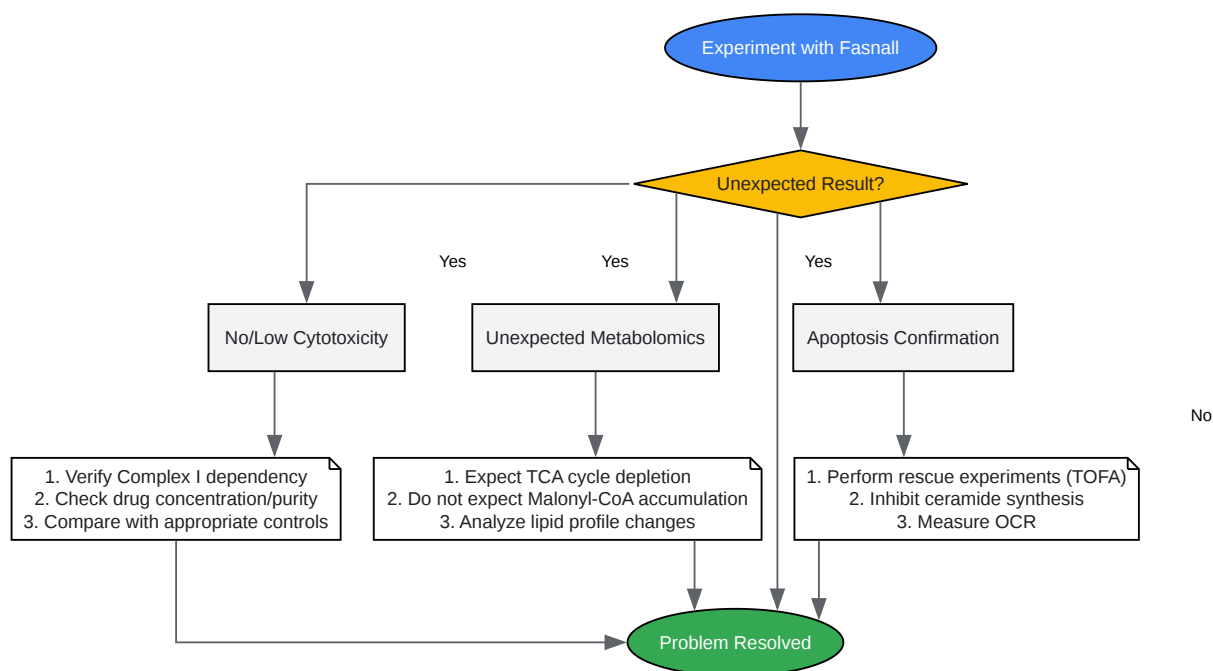 Experiment with Fasnall
Unexpected Result?
Yes
Yes
Yes
No/Low Cytotoxicity
Unexpected Metabolomics
Apoptosis Confirmation
No
1. Verify Complex I dependency
2. Check drug concentration/purity
3. Compare with appropriate controls
1. Expect TCA cycle depletion
2. Do not expect Malonyl-CoA accumulation
3. Analyze lipid profile changes
1. Perform rescue experiments (TOFA)
2. Inhibit ceramide synthesis
3. Measure OCR
Problem Resolved